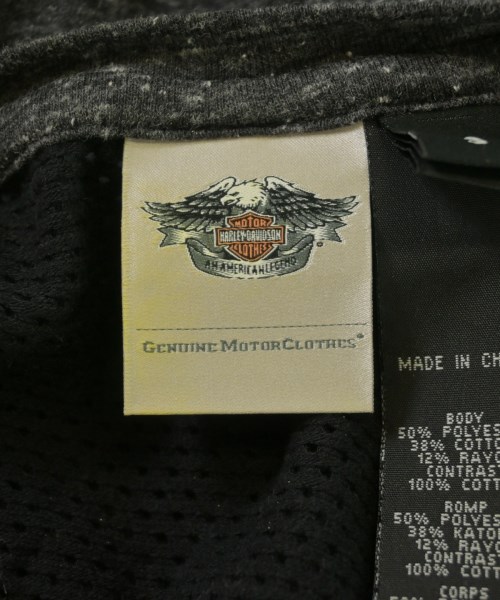 MOTOR
HARLEY-DAVIDSON
CLOTHES
AN AMERICAN LEGEND
®
GENUINE MOTORCLOTHES®
MADE IN CH
BODY
50% POLYES
38% COTTO
12% RAYO
CONTRAS
100% COTT
ROMP
50% POLYES
38% KATO
12% RAYO
CONTRAS
100% COTT
CORPS